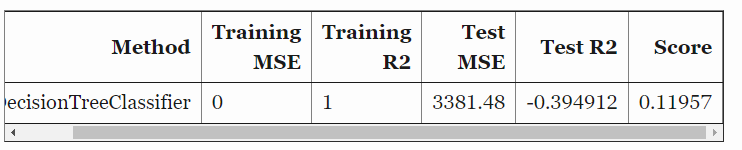 Method Training MSE Training R2 Test MSE Test R2 Score
ecisionTreeClassifier 0 1 3381.48 -0.394912 0.11957